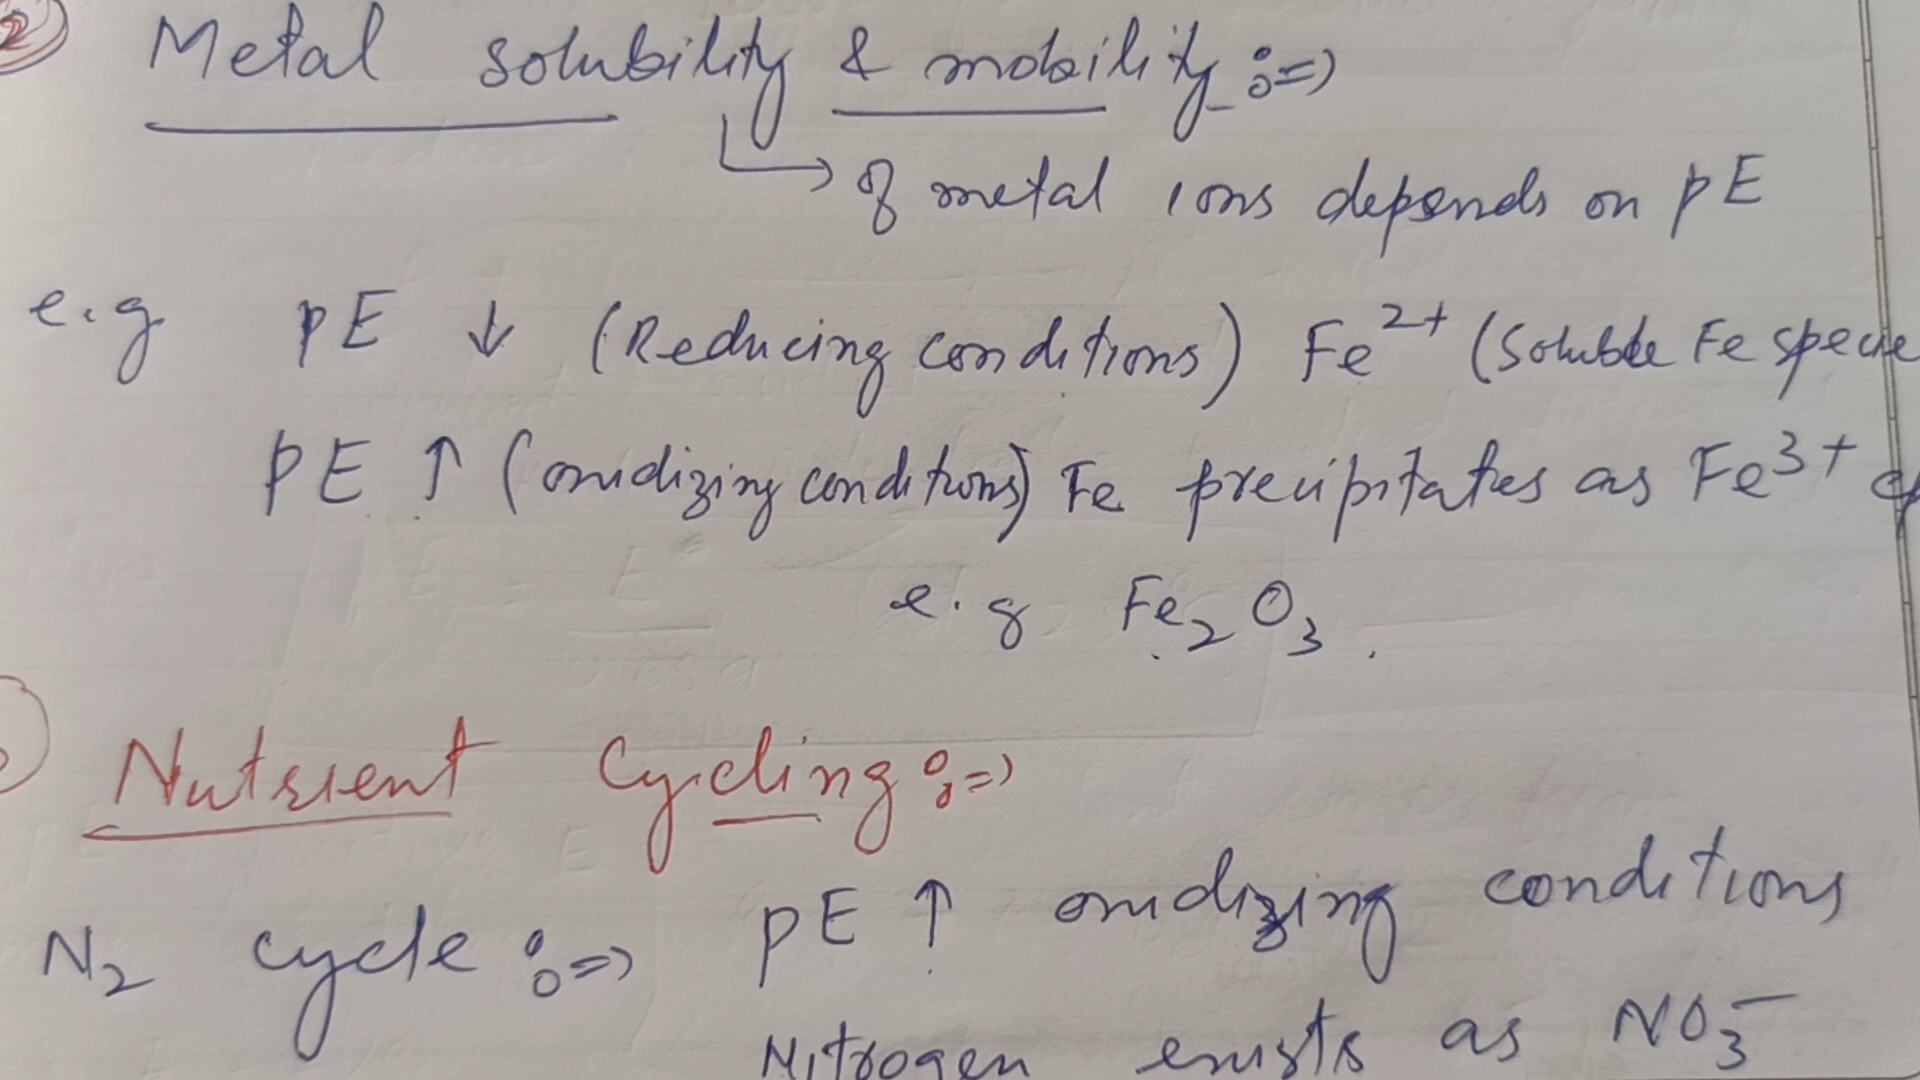 2 Metal solubility & mobility :=>
↳ of metal ions depends on pE
e.g pE ↓ (Reducing conditions) Fe²⁺ (Soluble Fe specie
PE ↑ (oxidizing conditions) Fe precipitates as Fe³⁺
e.g Fe₂O₃.
Nutrient Cycling :=>
N₂ cycle :=> pE ↑ oxidizing conditions
Nitrogen exists as NO₃⁻